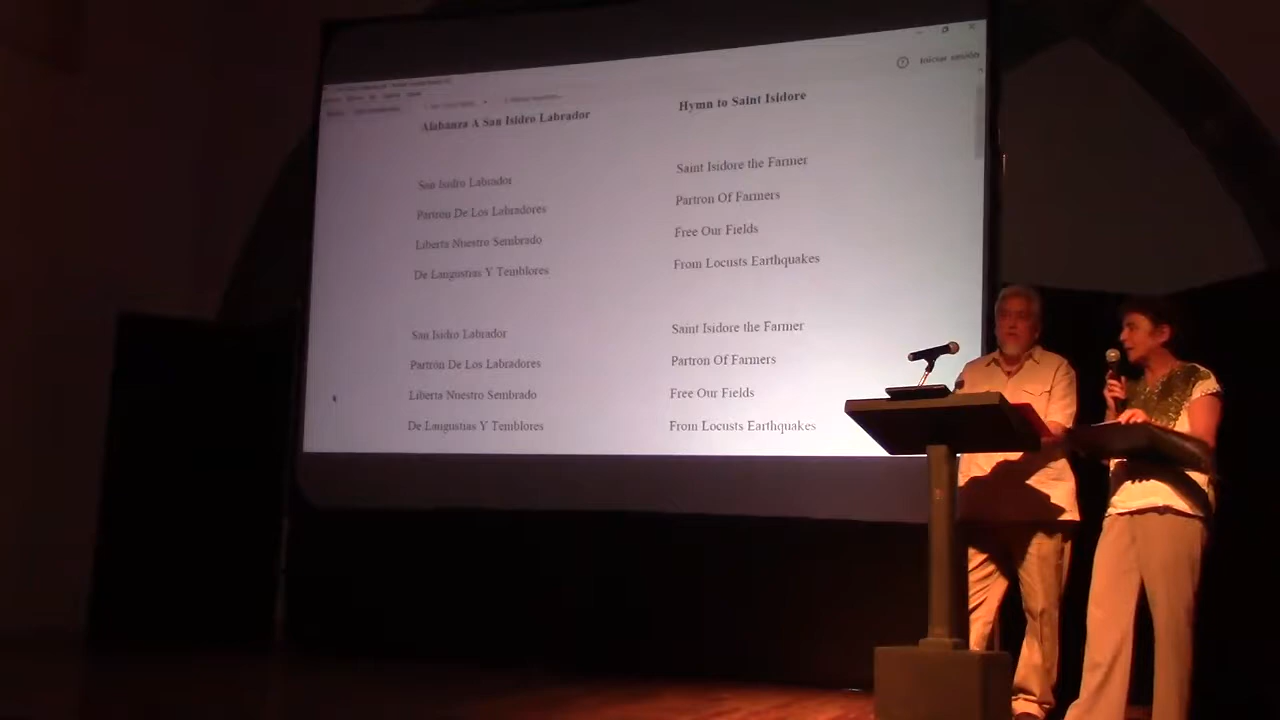 Iniciar sesión
Alabanza A San Isidro Labrador
Hymn to Saint Isidore
San Isidro Labrador
Saint Isidore the Farmer
Partron De Los Labradores
Partron Of Farmers
Liberta Nuestro Sembrado
Free Our Fields
De Langustias Y Temblores
From Locusts Earthquakes
San Isidro Labrador
Saint Isidore the Farmer
Partron De Los Labradores
Partron Of Farmers
Liberta Nuestro Sembrado
Free Our Fields
De Langustias Y Temblores
From Locusts Earthquakes